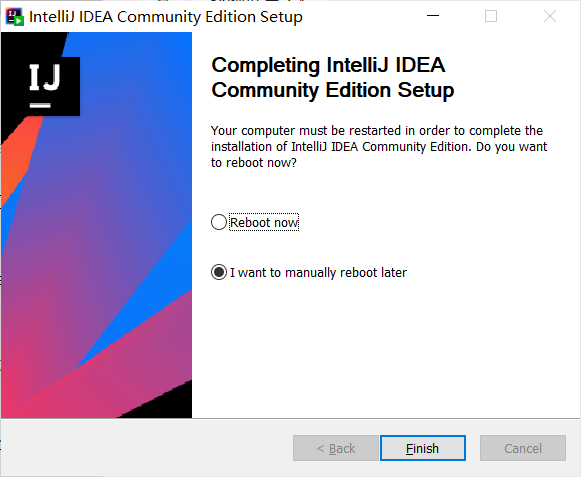 IntelliJ IDEA Community Edition Setup
IJ
Completing IntelliJ IDEA
Community Edition Setup
Your computer must be restarted in order to complete the
installation of IntelliJ IDEA Community Edition. Do you want
to reboot now?
Reboot now
I want to manually reboot later
< Back
Finish
Cancel